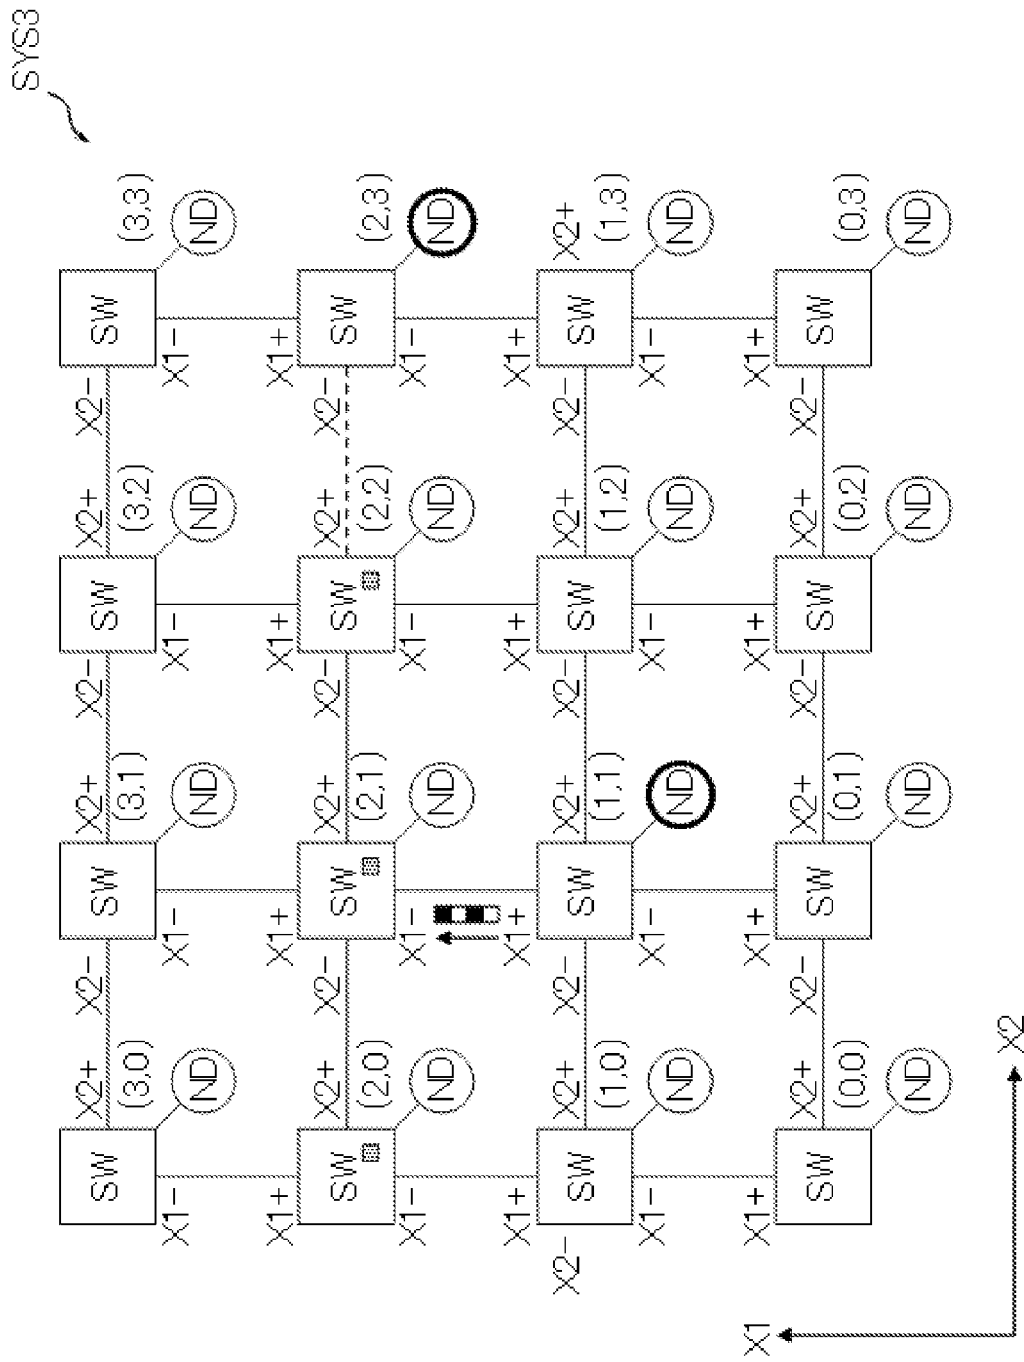 SYS3
X2+ X2- X2+ X2- X2+ X2-
SW SW SW SW
(3,0) (3,1) (3,2) (3,3)
X1- X1- X1- X1-
ND ND ND ND
X1+ X1+ X1+ X1+
X2+ X2- X2+ X2- X2+ X2-
SW SW SW SW
(2,0) (2,1) (2,2) (2,3)
X1- X1- X1- X1-
ND ND ND ND
X1+ X1+ X1+ X1+
X2- X2+ X2- X2+ X2- X2+ X2- X2+
SW SW SW SW
(1,0) (1,1) (1,2) (1,3)
X1- X1- X1- X1-
ND ND ND ND
X1 X1+ X1+ X1+ X1+
X2+ X2- X2+ X2- X2+ X2-
SW SW SW SW
(0,0) (0,1) (0,2) (0,3)
ND ND ND ND
X2